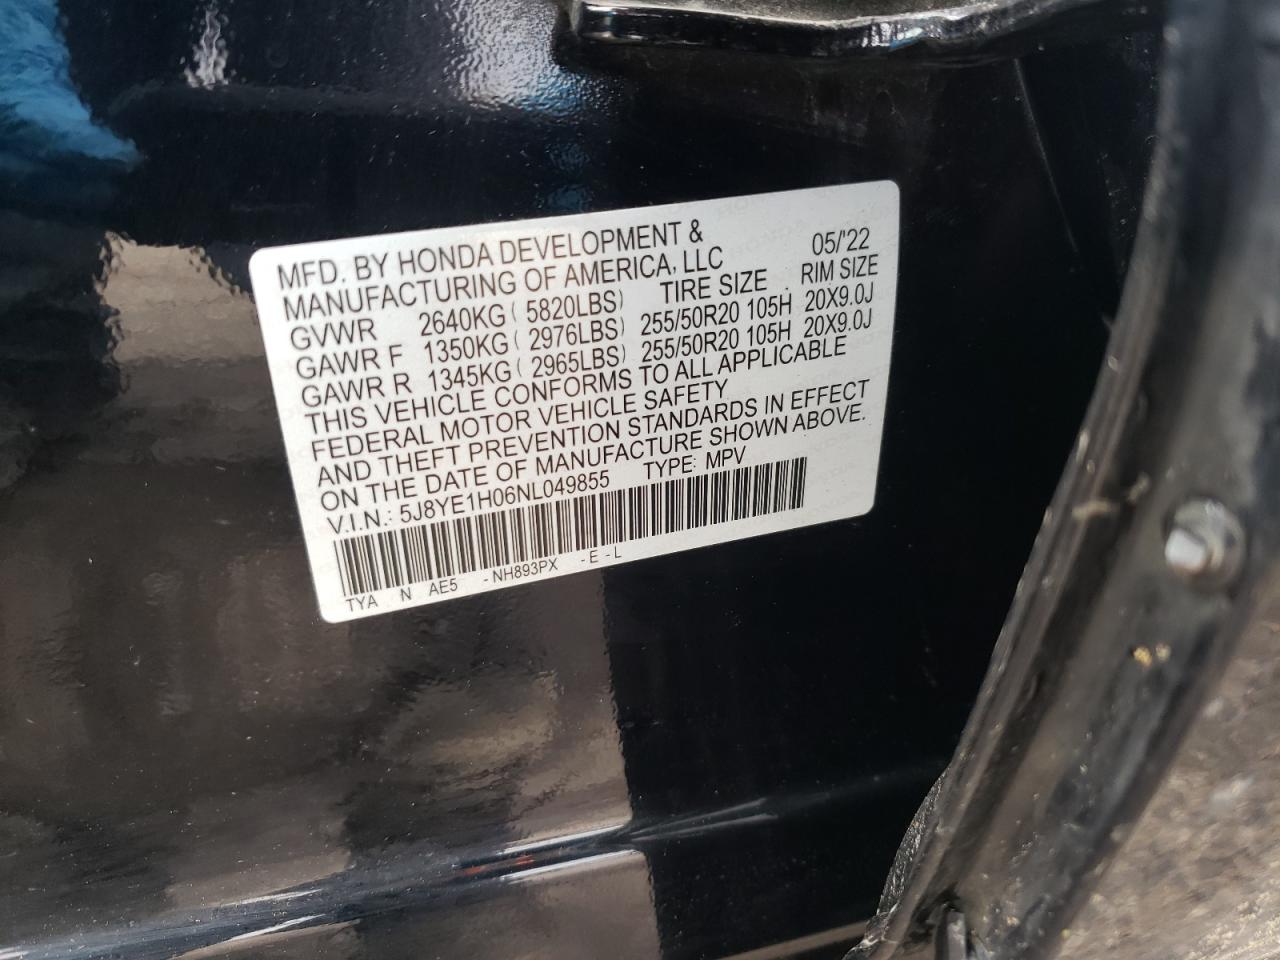 MFD. BY HONDA DEVELOPMENT & 05/'22
MANUFACTURING OF AMERICA, LLC RIM SIZE
TIRE SIZE
GVWR 2640KG ( 5820LBS)
GAWR F 1350KG ( 2976LBS) 255/50R20 105H 20X9.0J
GAWR R 1345KG ( 2965LBS) 255/50R20 105H 20X9.0J
THIS VEHICLE CONFORMS TO ALL APPLICABLE
FEDERAL MOTOR VEHICLE SAFETY
AND THEFT PREVENTION STANDARDS IN EFFECT
ON THE DATE OF MANUFACTURE SHOWN ABOVE.
V.I.N.: 5J8YE1H06NL049855 TYPE: MPV
TYA N AE5 - NH893PX - E - L